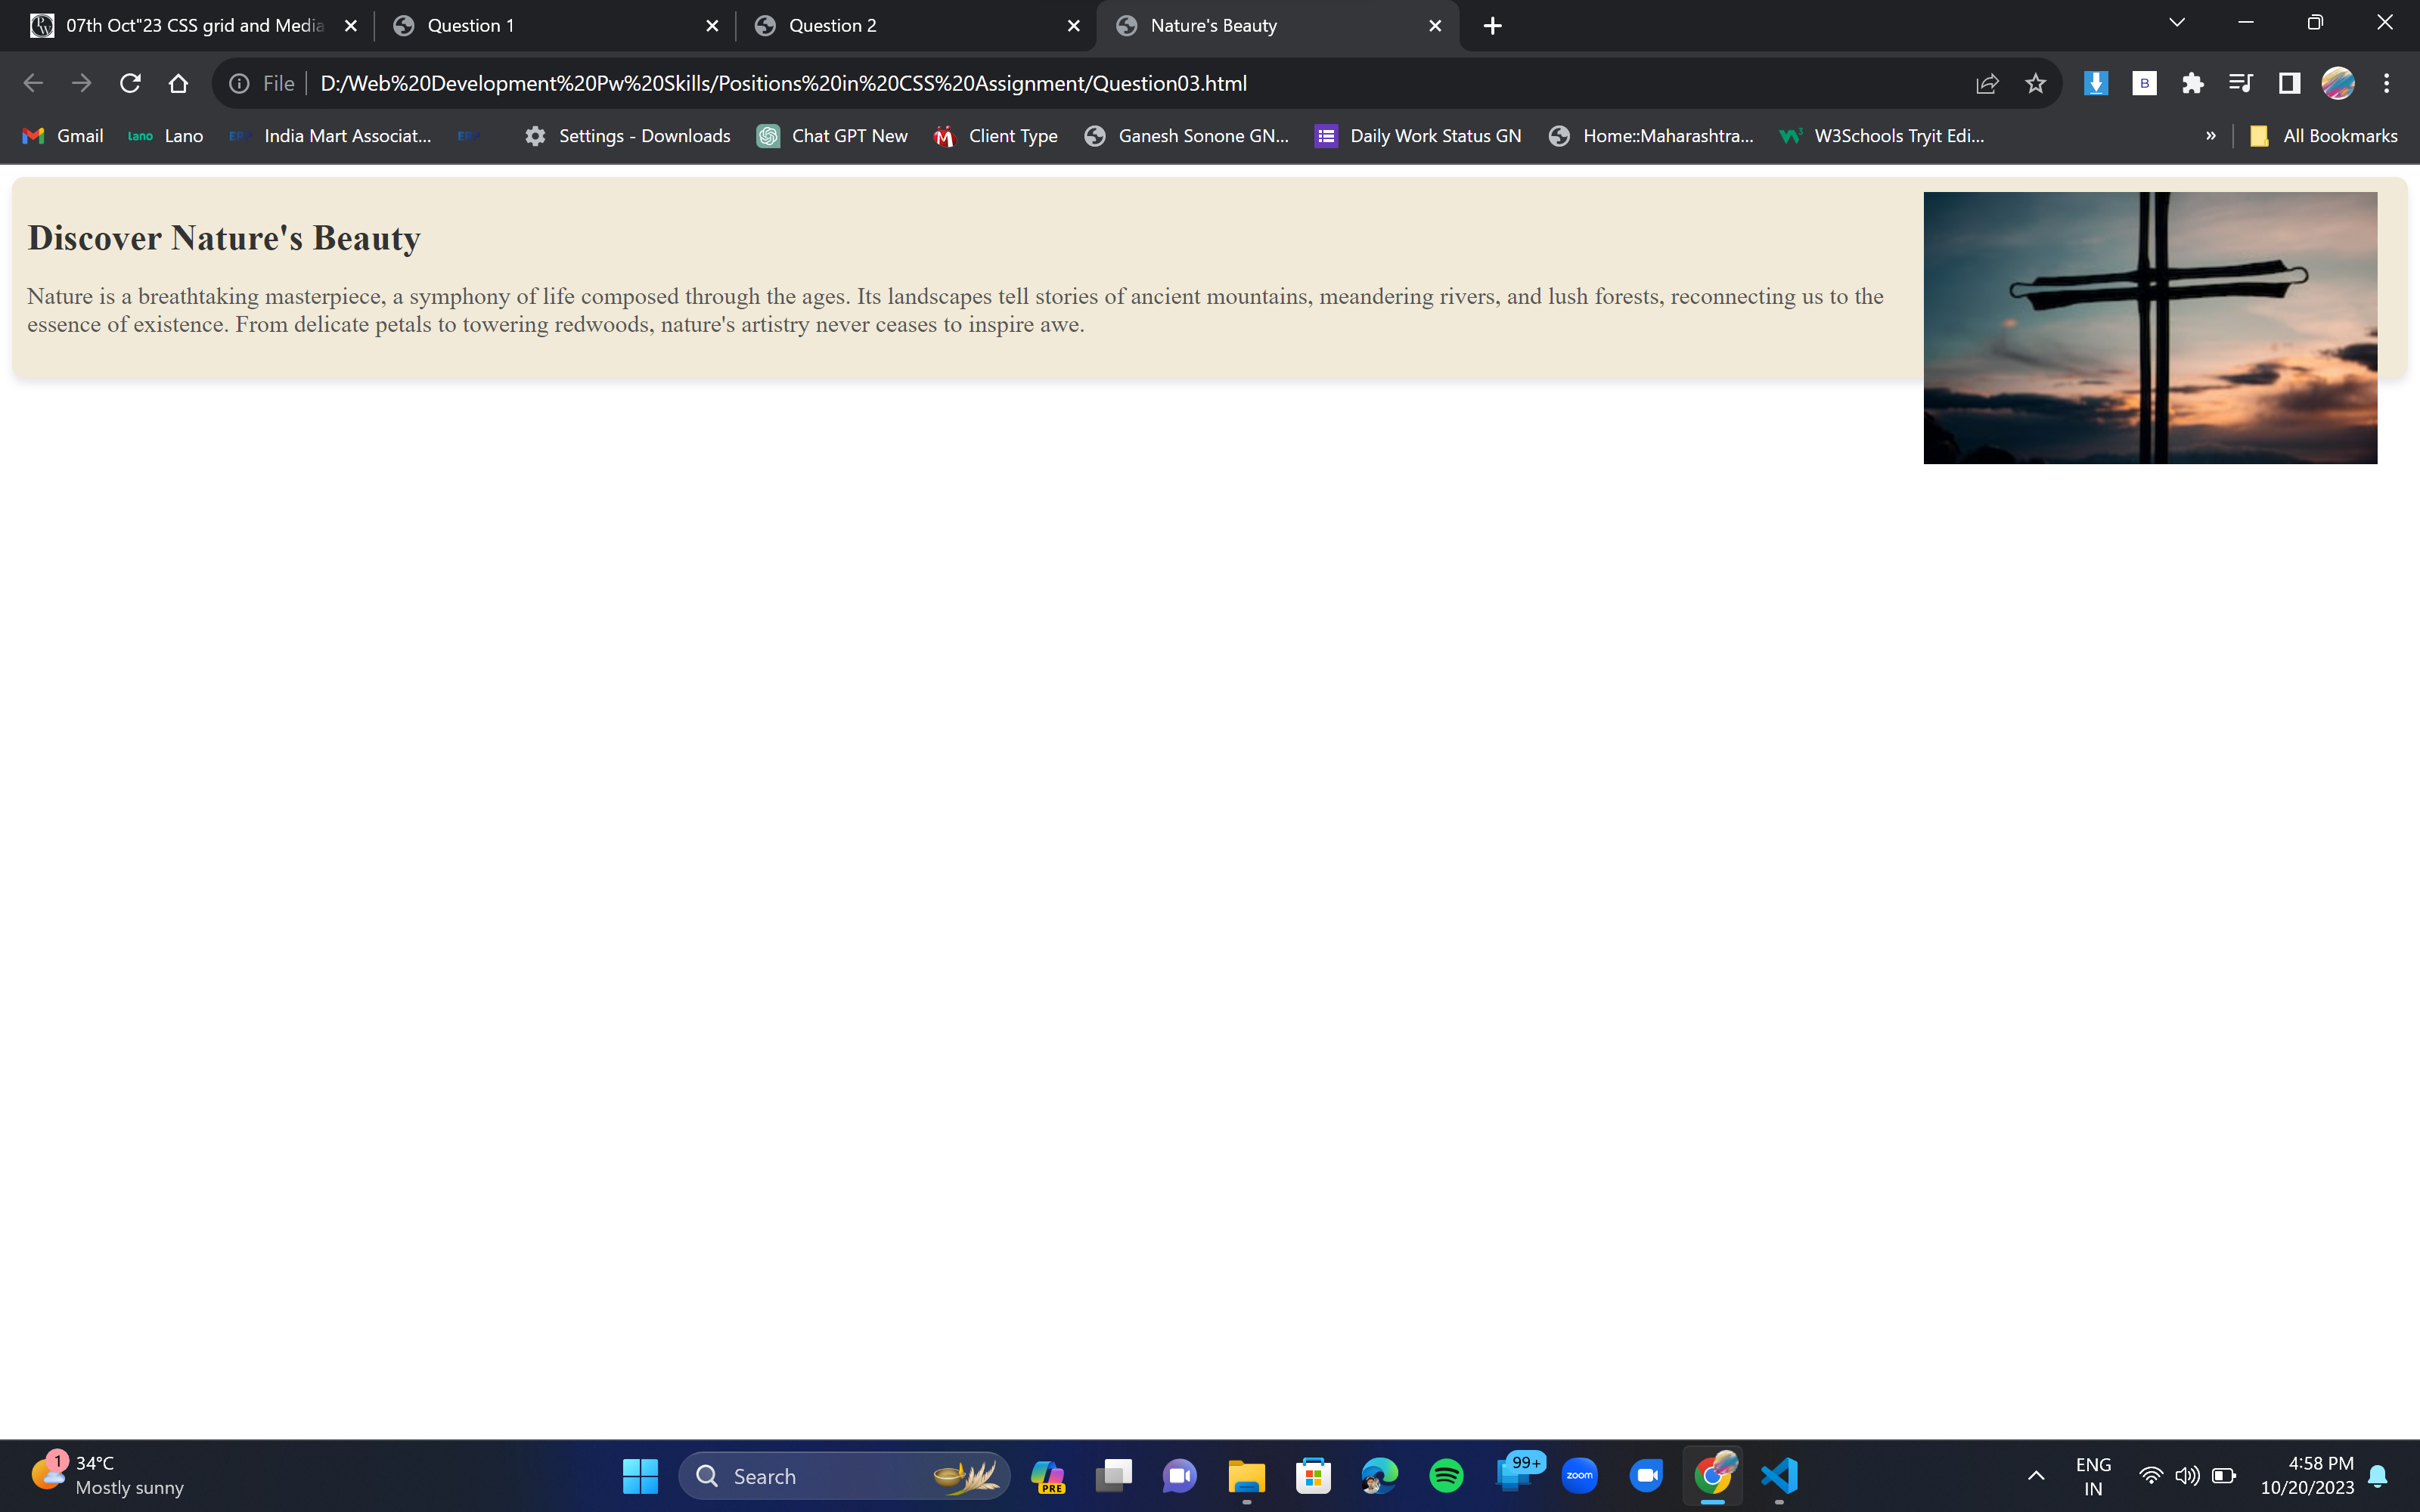 07th Oct"23 CSS grid and Media
Question 1
Question 2
Nature's Beauty
File
D:/Web%20Development%20Pw%20Skills/Positions%20in%20CSS%20Assignment/Question03.html
B
Gmail
lano Lano
India Mart Associat...
Settings - Downloads
Chat GPT New
Client Type
Ganesh Sonone GN...
Daily Work Status GN
Home::Maharashtra...
W3Schools Tryit Edi...
»
All Bookmarks
Discover Nature's Beauty
Nature is a breathtaking masterpiece, a symphony of life composed through the ages. Its landscapes tell stories of ancient mountains, meandering rivers, and lush forests, reconnecting us to the
essence of existence. From delicate petals to towering redwoods, nature's artistry never ceases to inspire awe.
1
34°C
Mostly sunny
Search
PRE
99+
zoom
ENG
IN
4:58 PM
10/20/2023